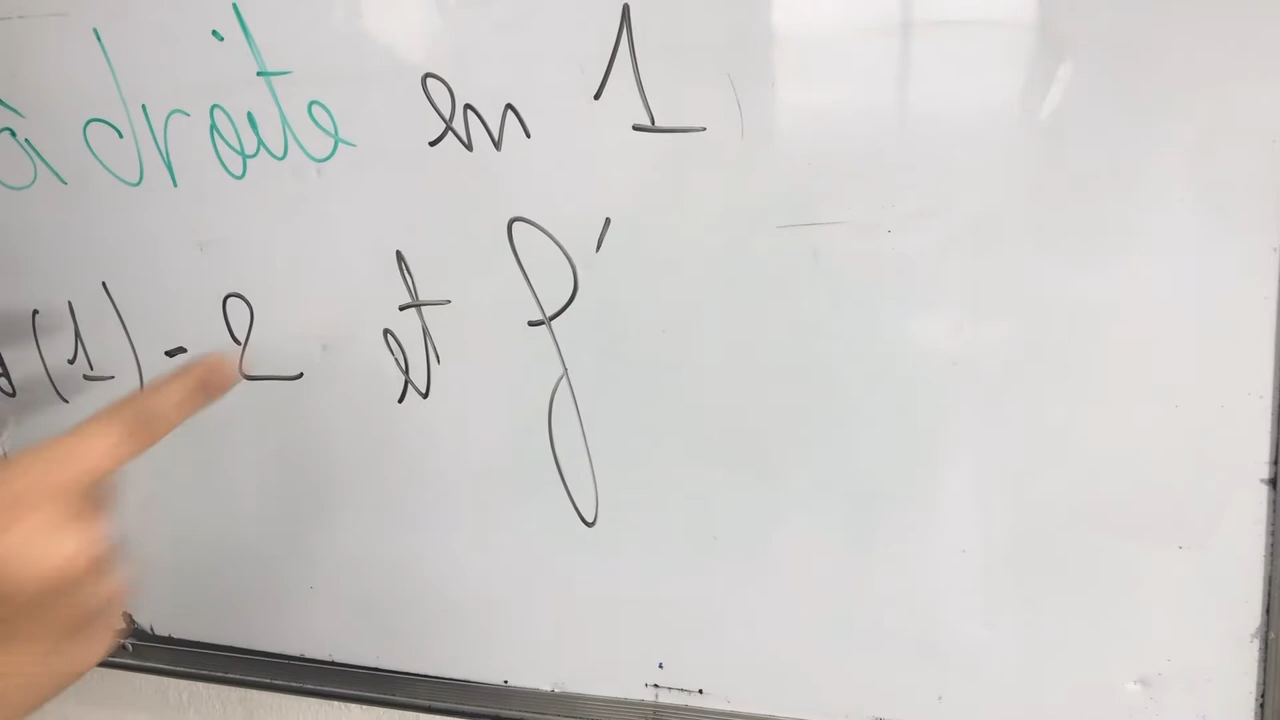 à droite en 1
(1) = 2 et f'